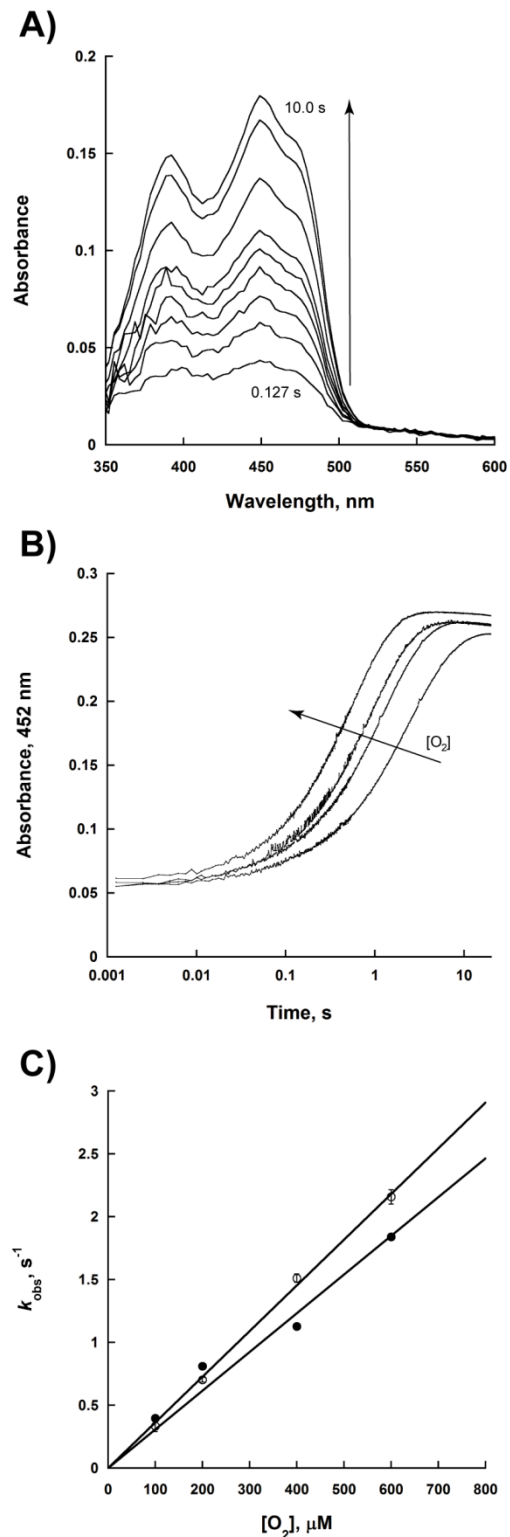 A)
0.2
0.15
0.1
0.05
0
Absorbance
10.0 s
0.127 s
350 400 450 500 550 600
Wavelength, nm
B)
0.3
0.25
0.2
0.15
0.1
0.05
0
Absorbance, 452 nm
[O₂]
0.001 0.01 0.1 1 10
Time, s
C)
3
2.5
2
1.5
1
0.5
0
k_obs, s⁻¹
0 100 200 300 400 500 600 700 800
[O₂], μM